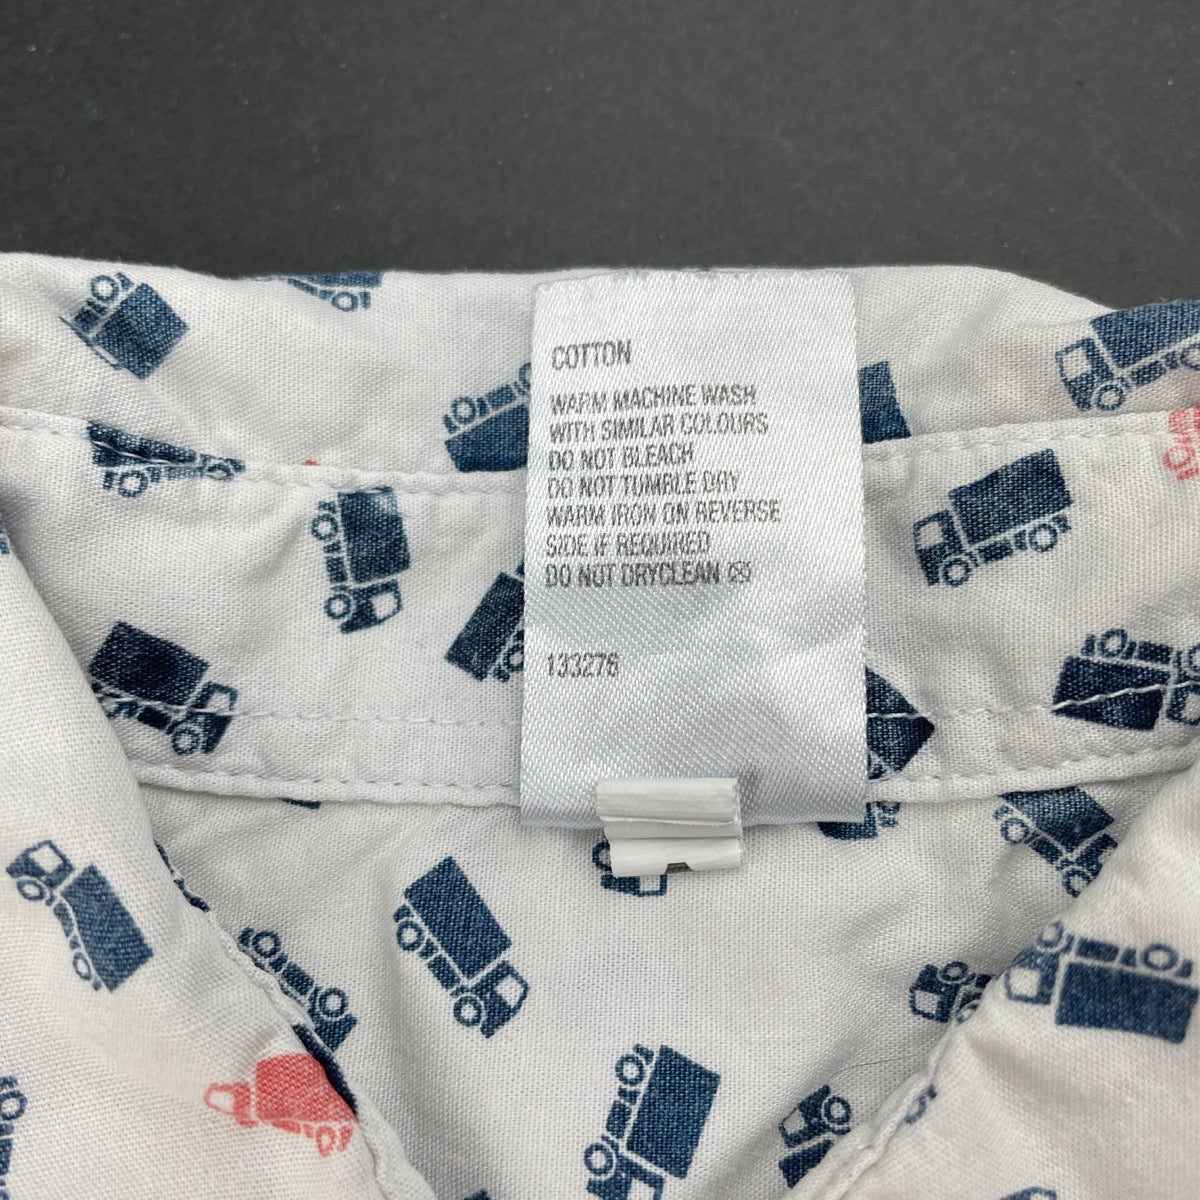 COTTON
WARM MACHINE WASH
WITH SIMILAR COLOURS
DO NOT BLEACH
DO NOT TUMBLE DRY
WARM IRON ON REVERSE
SIDE IF REQUIRED
DO NOT DRYCLEAN
133276